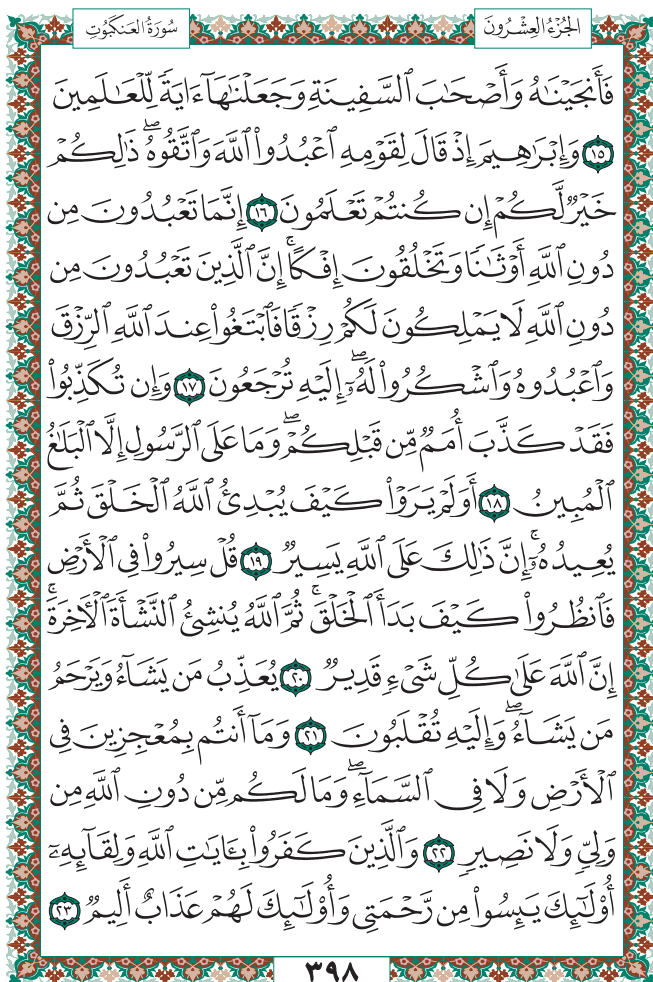 الجُزْءُ العِشْرُونَ
سُورَةُ العَنكَبُوتِ
فَأَنجَيْنَٰهُ وَأَصْحَٰبَ ٱلسَّفِينَةِ وَجَعَلْنَٰهَآ ءَايَةً لِّلْعَٰلَمِينَ
١٥ وَإِبْرَٰهِيمَ إِذْ قَالَ لِقَوْمِهِ ٱعْبُدُوا۟ ٱللَّهَ وَٱتَّقُوهُ ۖ ذَٰلِكُمْ
خَيْرٌ لَّكُمْ إِن كُنتُمْ تَعْلَمُونَ ١٦ إِنَّمَا تَعْبُدُونَ مِن
دُونِ ٱللَّهِ أَوْثَٰنًا وَتَخْلُقُونَ إِفْكًا ۚ إِنَّ ٱلَّذِينَ تَعْبُدُونَ مِن
دُونِ ٱللَّهِ لَا يَمْلِكُونَ لَكُمْ رِزْقًا فَٱبْتَغُوا۟ عِندَ ٱللَّهِ ٱلرِّزْقَ
وَٱعْبُدُوهُ وَٱشْكُرُوا۟ لَهُۥٓ ۖ إِلَيْهِ تُرْجَعُونَ ١٧ وَإِن تُكَذِّبُوا۟
فَقَدْ كَذَّبَ أُمَمٌ مِّن قَبْلِكُمْ ۖ وَمَا عَلَى ٱلرَّسُولِ إِلَّا ٱلْبَلَٰغُ
ٱلْمُبِينُ ١٨ أَوَلَمْ يَرَوْا۟ كَيْفَ يُبْدِئُ ٱللَّهُ ٱلْخَلْقَ ثُمَّ
يُعِيدُهُۥٓ ۚ إِنَّ ذَٰلِكَ عَلَى ٱللَّهِ يَسِيرٌ ١٩ قُلْ سِيرُوا۟ فِى ٱلْأَرْضِ
فَٱنظُرُوا۟ كَيْفَ بَدَأَ ٱلْخَلْقَ ۚ ثُمَّ ٱللَّهُ يُنشِئُ ٱلنَّشْأَةَ ٱلْءَاخِرَةَ ۚ
إِنَّ ٱللَّهَ عَلَىٰ كُلِّ شَىْءٍ قَدِيرٌ ٢٠ يُعَذِّبُ مَن يَشَآءُ وَيَرْحَمُ
مَن يَشَآءُ ۖ وَإِلَيْهِ تُقْلَبُونَ ٢١ وَمَآ أَنتُم بِمُعْجِزِينَ فِى
ٱلْأَرْضِ وَلَا فِى ٱلسَّمَآءِ ۖ وَمَا لَكُم مِّن دُونِ ٱللَّهِ مِن
وَلِىٍّ وَلَا نَصِيرٍ ٢٢ وَٱلَّذِينَ كَفَرُوا۟ بِـَٔايَٰتِ ٱللَّهِ وَلِقَآئِهِۦٓ
أُو۟لَٰٓئِكَ يَئِسُوا۟ مِن رَّحْمَتِى وَأُو۟لَٰٓئِكَ لَهُمْ عَذَابٌ أَلِيمٌ ٢٣
٣٩٨